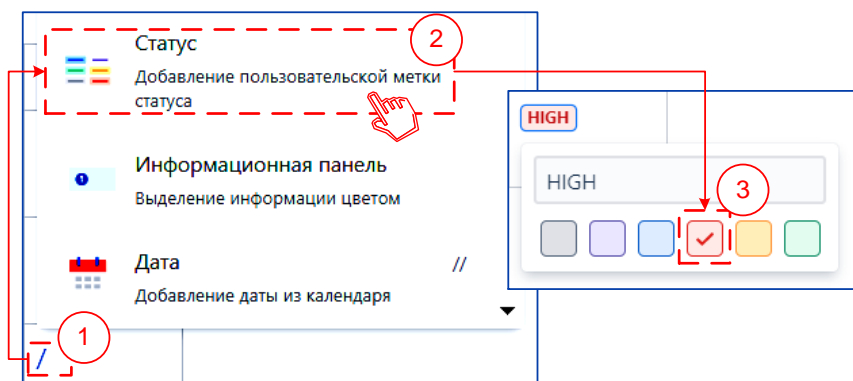 Статус
2
Добавление пользовательской метки
статуса
1
Информационная панель
Выделение информации цветом
Дата
//
Добавление даты из календаря
1
/
HIGH
HIGH
3